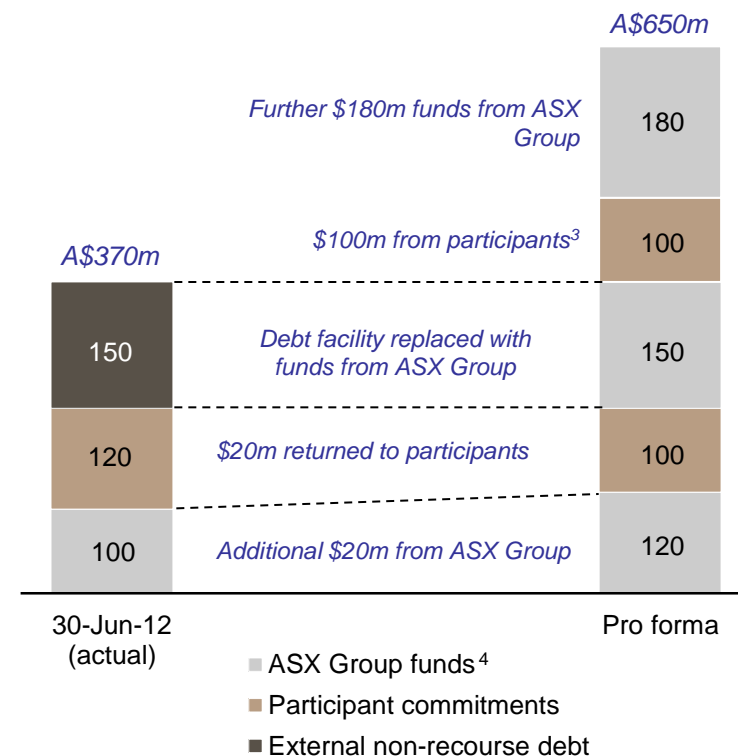 A$650m
Further $180m funds from ASX
Group
180
$100m from participants³
100
A$370m
150
Debt facility replaced with
funds from ASX Group
150
120
$20m returned to participants
100
100
Additional $20m from ASX Group
120
30-Jun-12
(actual)
Pro forma
ASX Group funds⁴
Participant commitments
External non-recourse debt